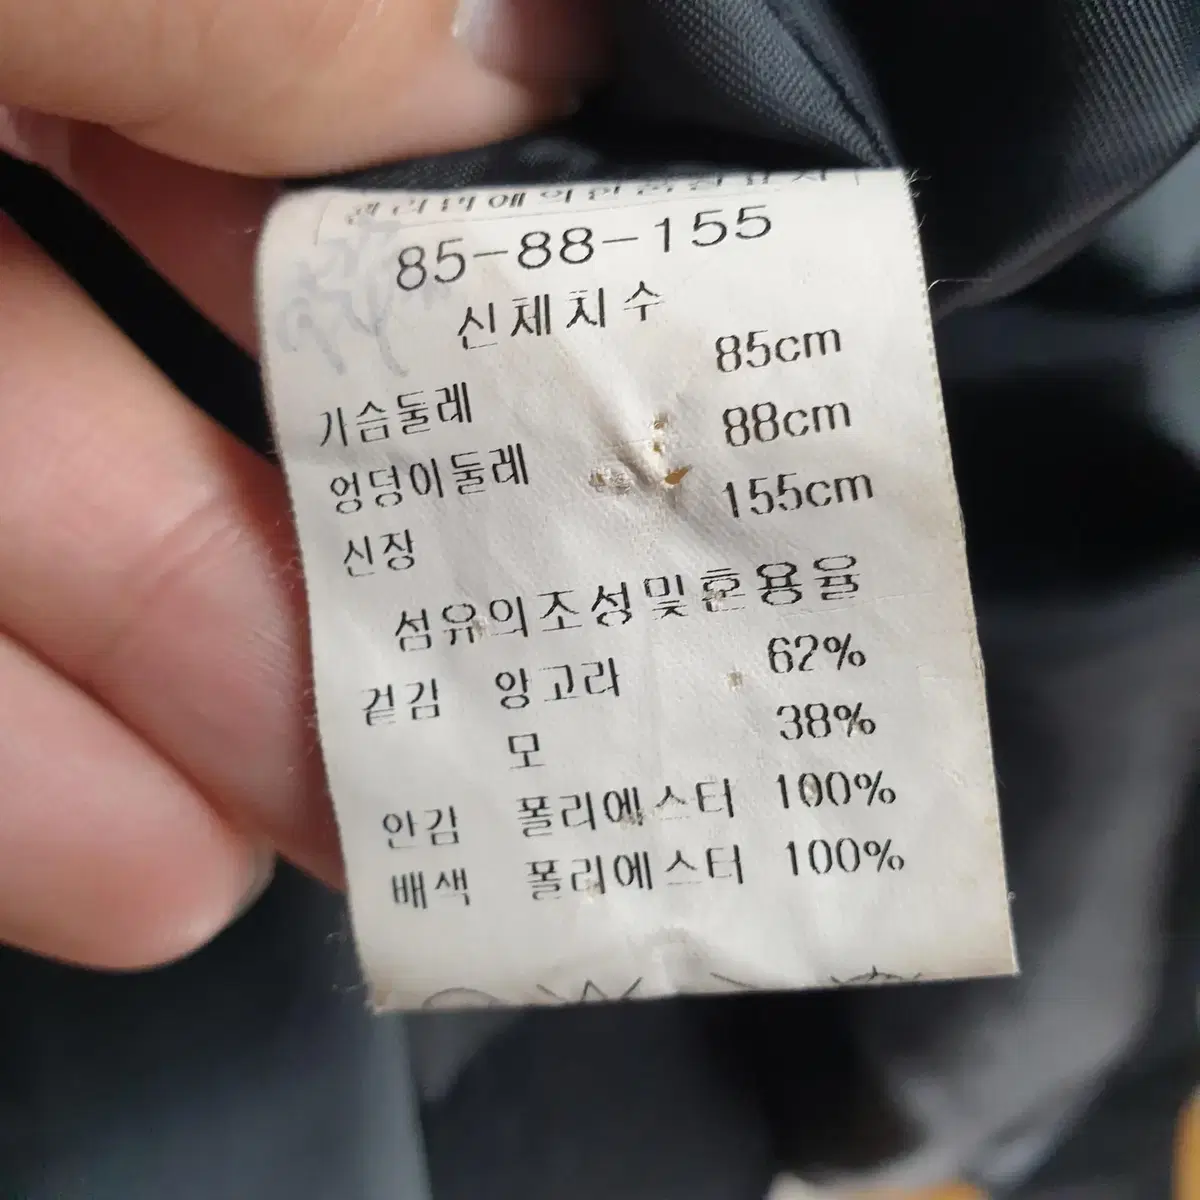 85-88-155
신체치수
가슴둘레 85cm
엉덩이둘레 88cm
신장 155cm
섬유의조성및혼용율
겉감 앙고라 62%
모 38%
안감 폴리에스터 100%
배색 폴리에스터 100%